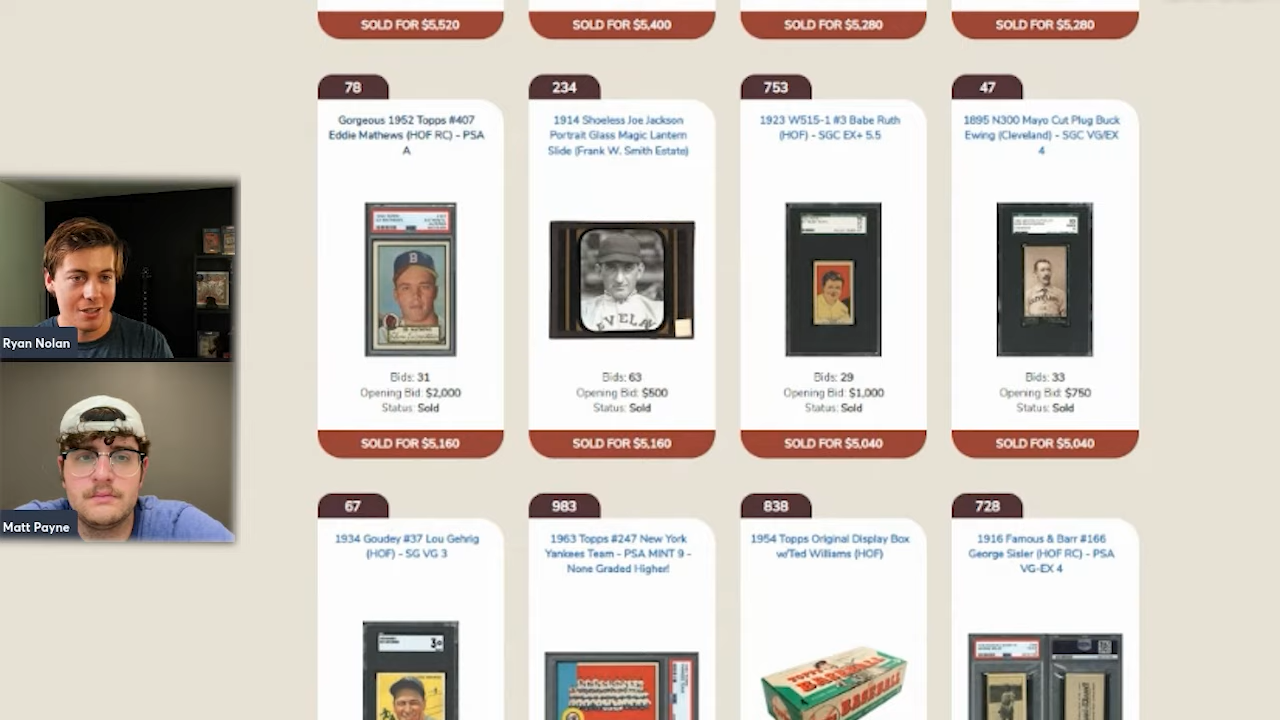 SOLD FOR $5,520
SOLD FOR $5,400
SOLD FOR $5,280
SOLD FOR $5,280
78
Gorgeous 1952 Topps #407
Eddie Mathews (HOF RC) - PSA
A
Bids: 31
Opening Bid: $2,000
Status: Sold
SOLD FOR $5,160
234
1914 Shoeless Joe Jackson
Portrait Glass Magic Lantern
Slide (Frank W. Smith Estate)
EVELN
Bids: 63
Opening Bid: $500
Status: Sold
SOLD FOR $5,160
753
1923 W515-1 #3 Babe Ruth
(HOF) - SGC EX+ 5.5
Bids: 29
Opening Bid: $1,000
Status: Sold
SOLD FOR $5,040
47
1895 N300 Mayo Cut Plug Buck
Ewing (Cleveland) - SGC VG/EX
4
Bids: 33
Opening Bid: $750
Status: Sold
SOLD FOR $5,040
Ryan Nolan
Matt Payne
67
1934 Goudey #37 Lou Gehrig
(HOF) - SG VG 3
3
983
1963 Topps #247 New York
Yankees Team - PSA MINT 9 -
None Graded Higher!
838
1954 Topps Original Display Box
w/Ted Williams (HOF)
TOPPS
BASEBALL
BASEBALL
728
1916 Famous & Barr #166
George Sisler (HOF RC) - PSA
VG-EX 4